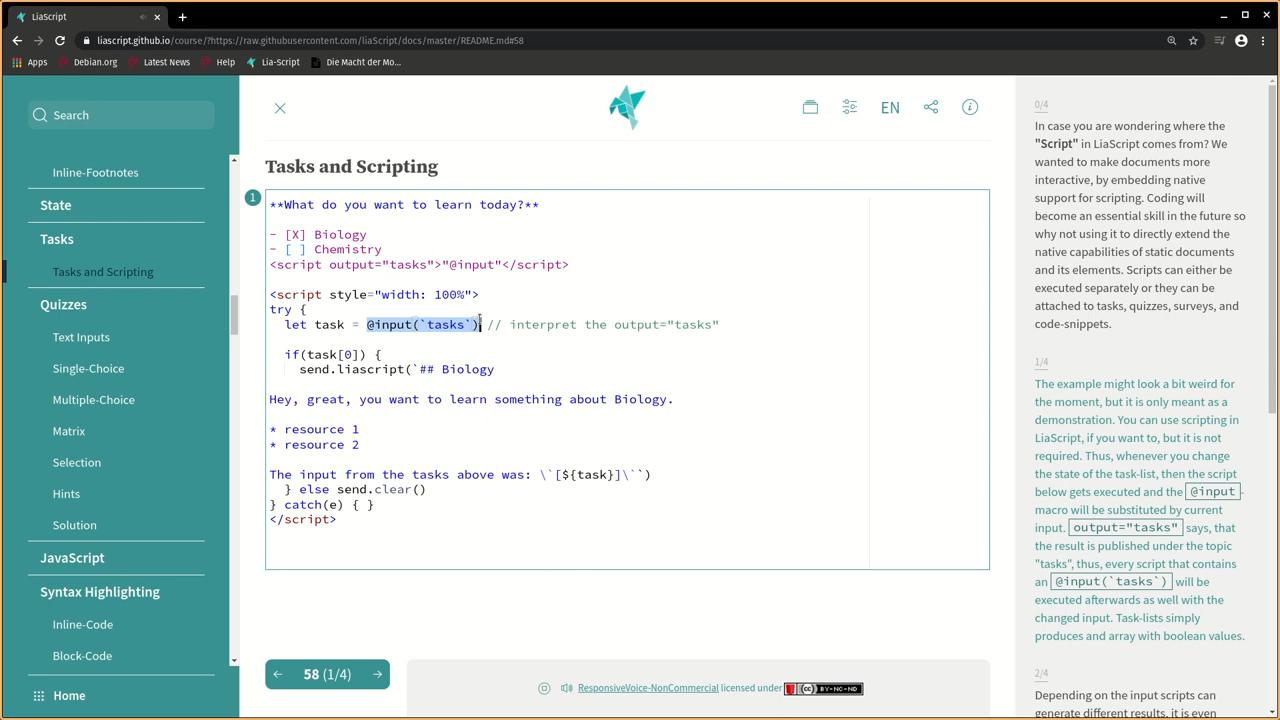 LiaScript
liascript.github.io/course/?https://raw.githubusercontent.com/liaScript/docs/master/README.md#58
Apps
Debian.org
Latest News
Help
Lia-Script
Die Macht der Mo...
Search
Inline-Footnotes
State
Tasks
Tasks and Scripting
Quizzes
Text Inputs
Single-Choice
Multiple-Choice
Matrix
Selection
Hints
Solution
JavaScript
Syntax Highlighting
Inline-Code
Block-Code
Home
EN
Tasks and Scripting
1
**What do you want to learn today?**
- [X] Biology
- [ ] Chemistry
<script output="tasks">"@input"</script>
<script style="width: 100%">
try {
let task = @input(`tasks`) // interpret the output="tasks"
if(task[0]) {
send.liascript(`## Biology
Hey, great, you want to learn something about Biology.
* resource 1
* resource 2
The input from the tasks above was: \`[${task}]\``)
} else send.clear()
} catch(e) { }
</script>
58 (1/4)
ResponsiveVoice-NonCommercial licensed under
CC BY-NC-ND
0/4
In case you are wondering where the
"Script" in LiaScript comes from? We
wanted to make documents more
interactive, by embedding native
support for scripting. Coding will
become an essential skill in the future so
why not using it to directly extend the
native capabilities of static documents
and its elements. Scripts can either be
executed separately or they can be
attached to tasks, quizzes, surveys, and
code-snippets.
1/4
The example might look a bit weird for
the moment, but it is only meant as a
demonstration. You can use scripting in
LiaScript, if you want to, but it is not
required. Thus, whenever you change
the state of the task-list, then the script
below gets executed and the @input-
macro will be substituted by current
input. output="tasks" says, that
the result is published under the topic
"tasks", thus, every script that contains
an @input(`tasks`) will be
executed afterwards as well with the
changed input. Task-lists simply
produces and array with boolean values.
2/4
Depending on the input scripts can
generate different results, it is even